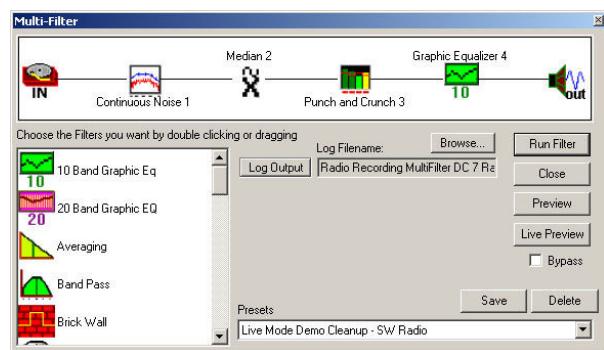 Multi-Filter
Median 2
Graphic Equalizer 4
IN
Continuous Noise 1
Punch and Crunch 3
10
out
Choose the Filters you want by double clicking or dragging
Log Filename:
Browse...
Run Filter
10
10 Band Graphic Eq
Log Output
Radio Recording MultiFilter DC 7 Ra
Close
20
20 Band Graphic EQ
Preview
Averaging
Live Preview
Bypass
Band Pass
Save
Delete
Presets
Brick Wall
Live Mode Demo Cleanup - SW Radio